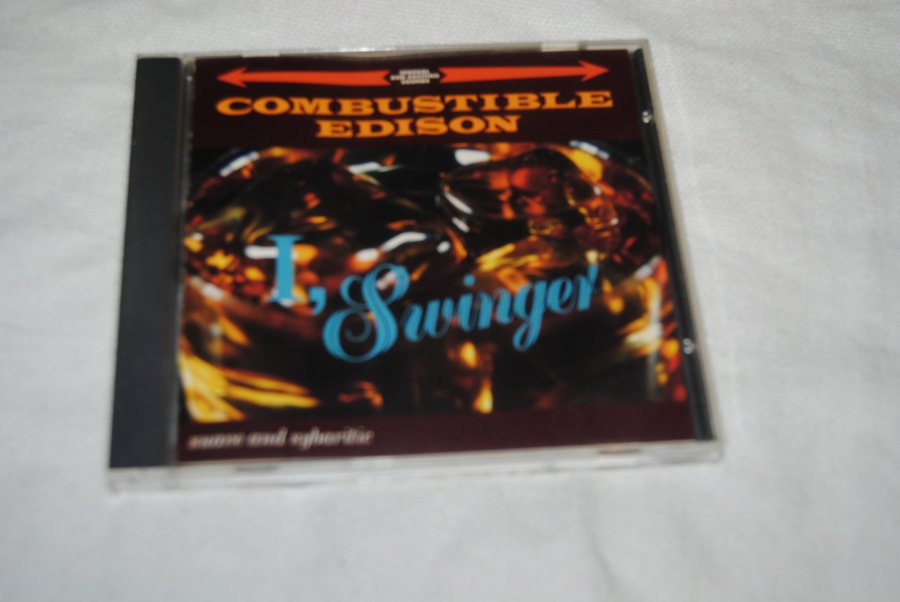 COMBUSTIBLE
EDISON
I, Swinger
suave and sybaritic